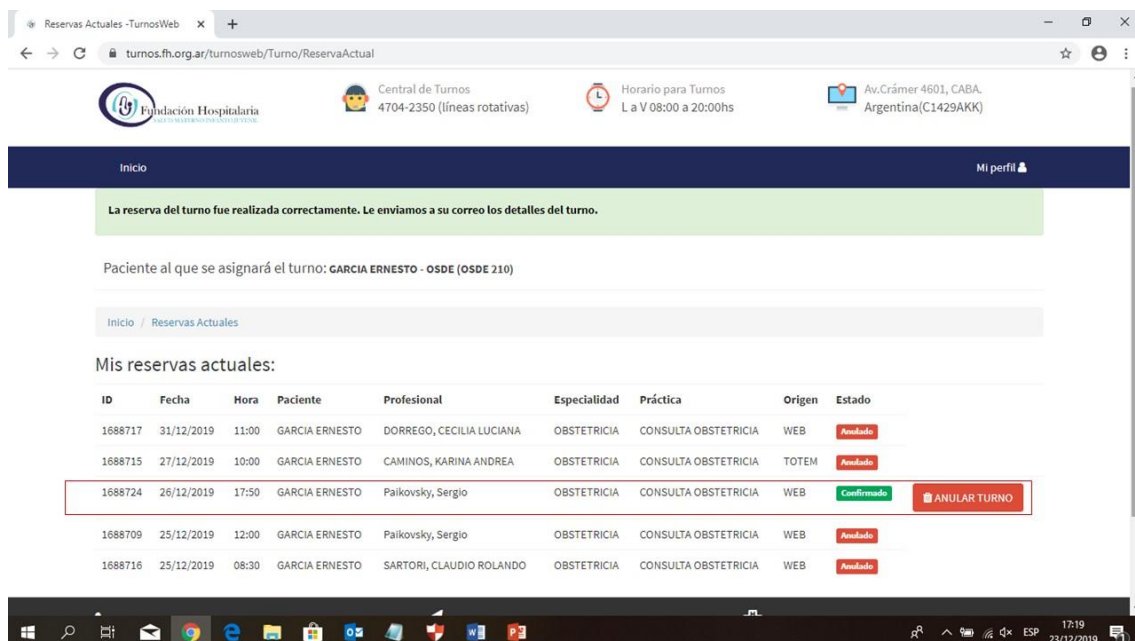 Reservas Actuales -TurnosWeb
turnos.fh.org.ar/turnosweb/Turno/ReservaActual
Fundación Hospitalaria
SALUD MATERNO INFANTO JUVENIL
Central de Turnos
4704-2350 (líneas rotativas)
Horario para Turnos
L a V 08:00 a 20:00hs
Av.Crámer 4601, CABA.
Argentina(C1429AKK)
Inicio Mi perfil
La reserva del turno fue realizada correctamente. Le enviamos a su correo los detalles del turno.
Paciente al que se asignará el turno: GARCIA ERNESTO - OSDE (OSDE 210)
Inicio / Reservas Actuales
Mis reservas actuales:
ID Fecha Hora Paciente Profesional Especialidad Práctica Origen Estado
1688717 31/12/2019 11:00 GARCIA ERNESTO DORREGO, CECILIA LUCIANA OBSTETRICIA CONSULTA OBSTETRICIA WEB Anulado
1688715 27/12/2019 10:00 GARCIA ERNESTO CAMINOS, KARINA ANDREA OBSTETRICIA CONSULTA OBSTETRICIA TOTEM Anulado
1688724 26/12/2019 17:50 GARCIA ERNESTO Paikovsky, Sergio OBSTETRICIA CONSULTA OBSTETRICIA WEB Confirmado ANULAR TURNO
1688709 25/12/2019 12:00 GARCIA ERNESTO Paikovsky, Sergio OBSTETRICIA CONSULTA OBSTETRICIA WEB Anulado
1688716 25/12/2019 08:30 GARCIA ERNESTO SARTORI, CLAUDIO ROLANDO OBSTETRICIA CONSULTA OBSTETRICIA WEB Anulado
ESP
17:19
23/12/2019